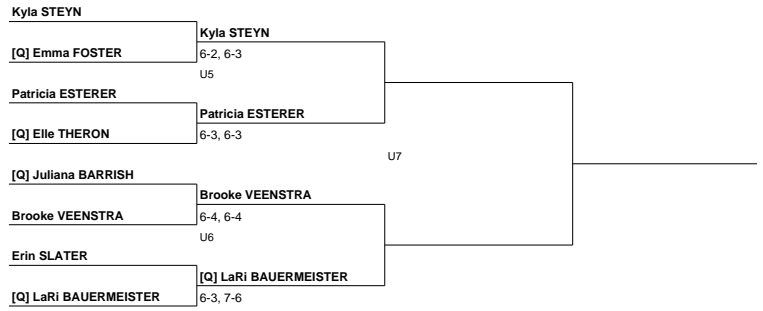 Kyla STEYN
Kyla STEYN
[Q] Emma FOSTER
6-2, 6-3
U5
Patricia ESTERER
Patricia ESTERER
[Q] Elle THERON
6-3, 6-3
U7
[Q] Juliana BARRISH
Brooke VEENSTRA
Brooke VEENSTRA
6-4, 6-4
U6
Erin SLATER
[Q] LaRi BAUERMEISTER
[Q] LaRi BAUERMEISTER
6-3, 7-6